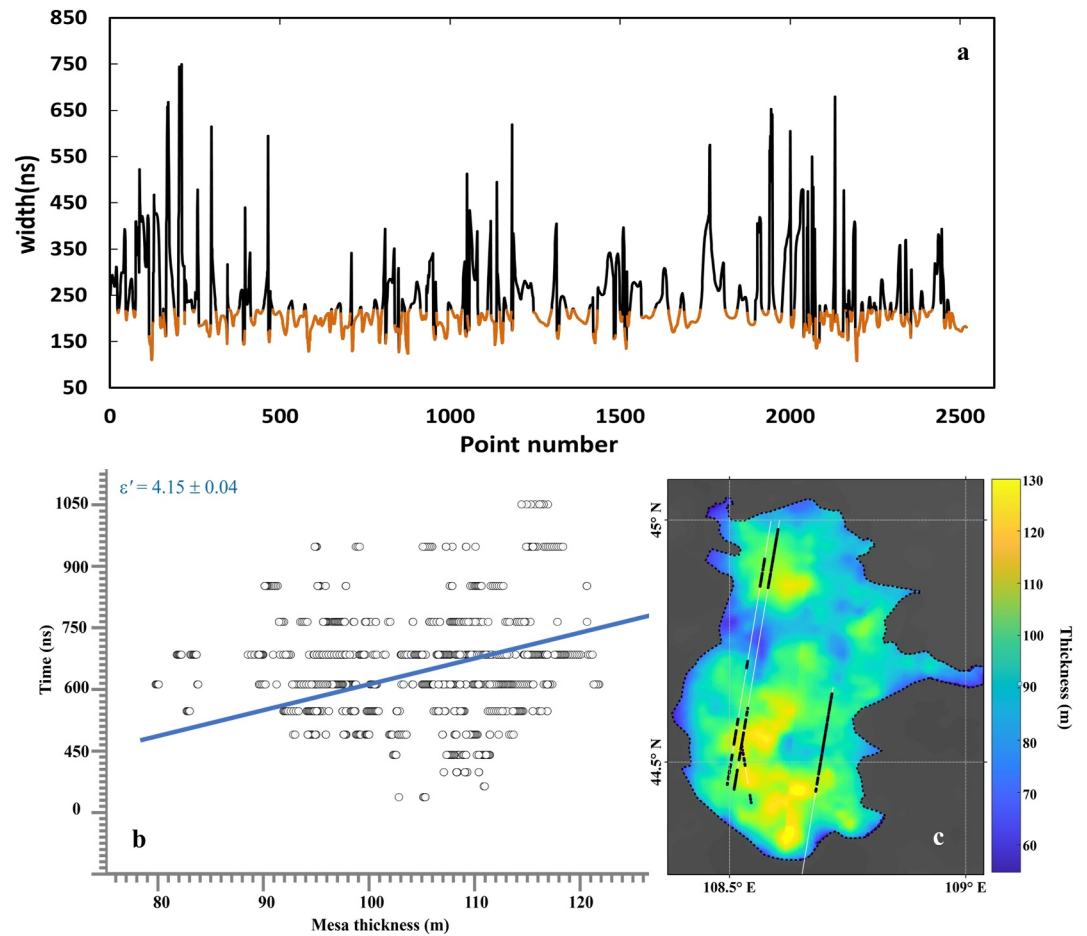 850
a
750
650
550
450
350
250
150
50
width(ns)
0
500
1000
1500
2000
2500
Point number
ε′ = 4.15 ± 0.04
1050
900
750
600
450
0
Time (ns)
b
80
90
100
110
120
Mesa thickness (m)
45° N
44.5° N
c
108.5° E
109° E
130
120
110
100
90
80
70
60
Thickness (m)